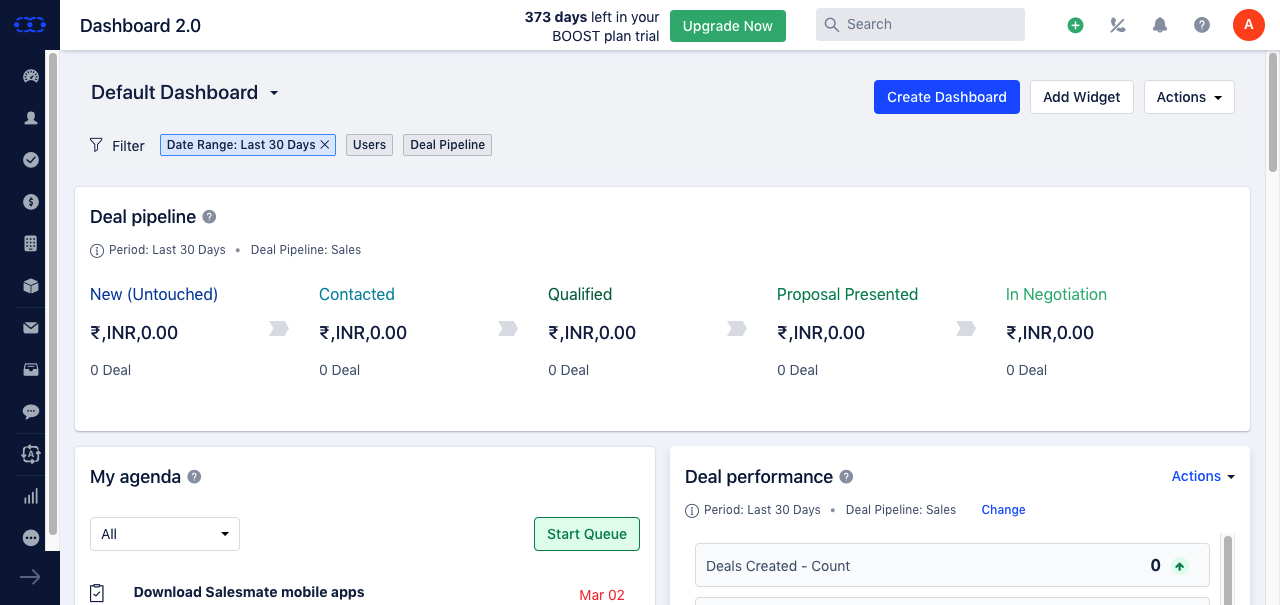 Dashboard 2.0
373 days left in your
BOOST plan trial
Upgrade Now
Search
A
Default Dashboard
Create Dashboard
Add Widget
Actions
Filter
Date Range: Last 30 Days
Users
Deal Pipeline
Deal pipeline
Period: Last 30 Days • Deal Pipeline: Sales
New (Untouched)
Contacted
Qualified
Proposal Presented
In Negotiation
₹,INR,0.00
₹,INR,0.00
₹,INR,0.00
₹,INR,0.00
₹,INR,0.00
0 Deal
0 Deal
0 Deal
0 Deal
0 Deal
My agenda
All
Start Queue
Download Salesmate mobile apps
Mar 02
Deal performance
Actions
Period: Last 30 Days • Deal Pipeline: Sales
Change
Deals Created - Count
0